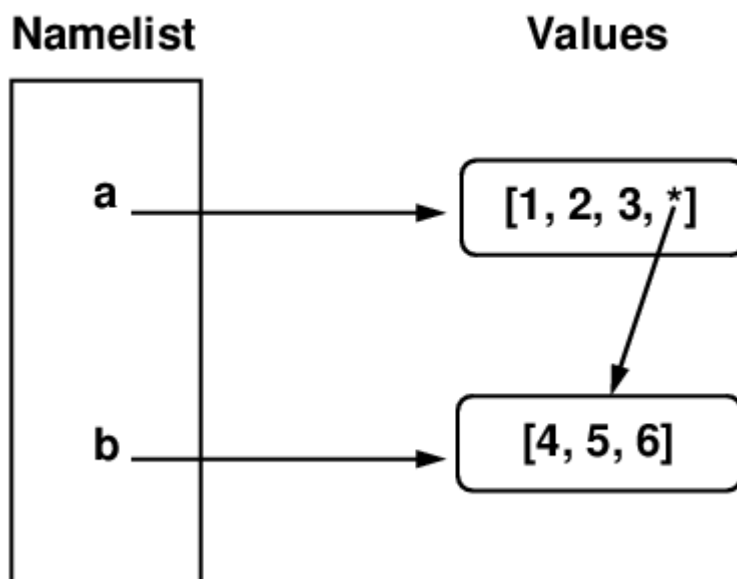 Namelist Values
a [1, 2, 3, *]
b [4, 5, 6]